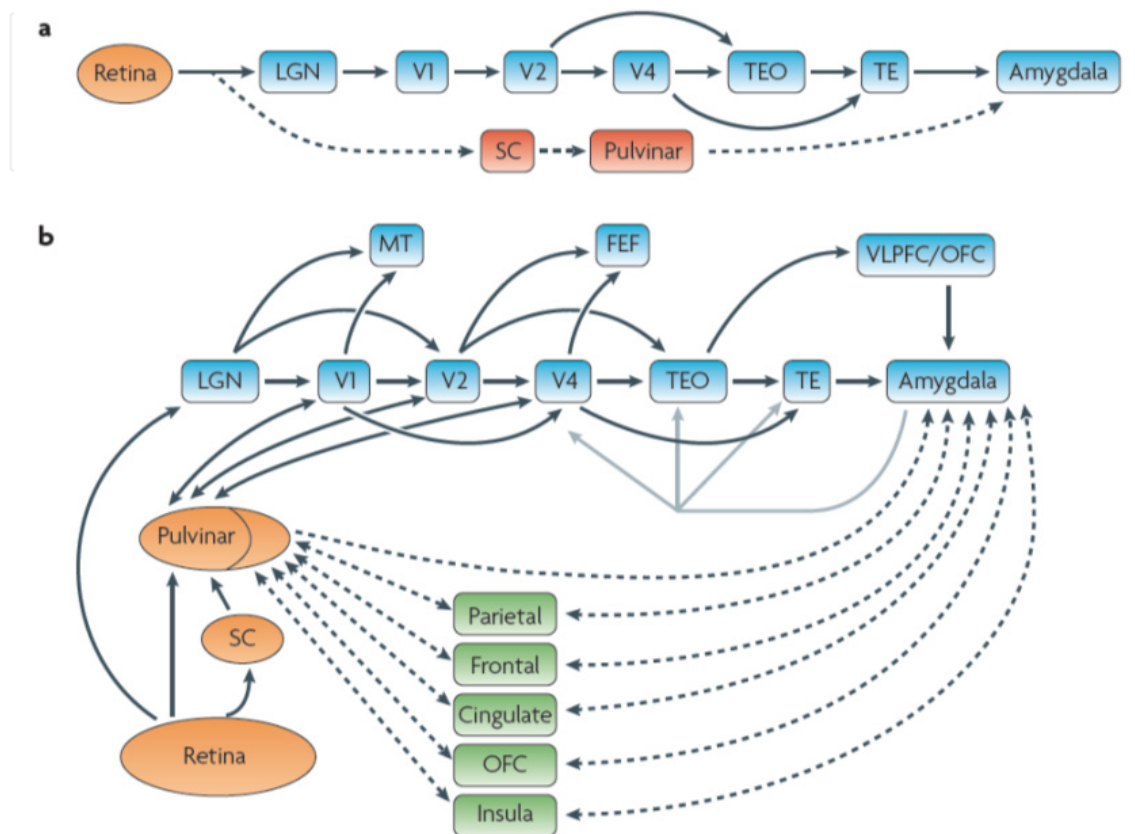 a
Retina
LGN
V1
V2
V4
TEO
TE
Amygdala
SC
Pulvinar
b
MT
FEF
VLPFC/OFC
LGN
V1
V2
V4
TEO
TE
Amygdala
Pulvinar
Parietal
SC
Frontal
Cingulate
Retina
OFC
Insula